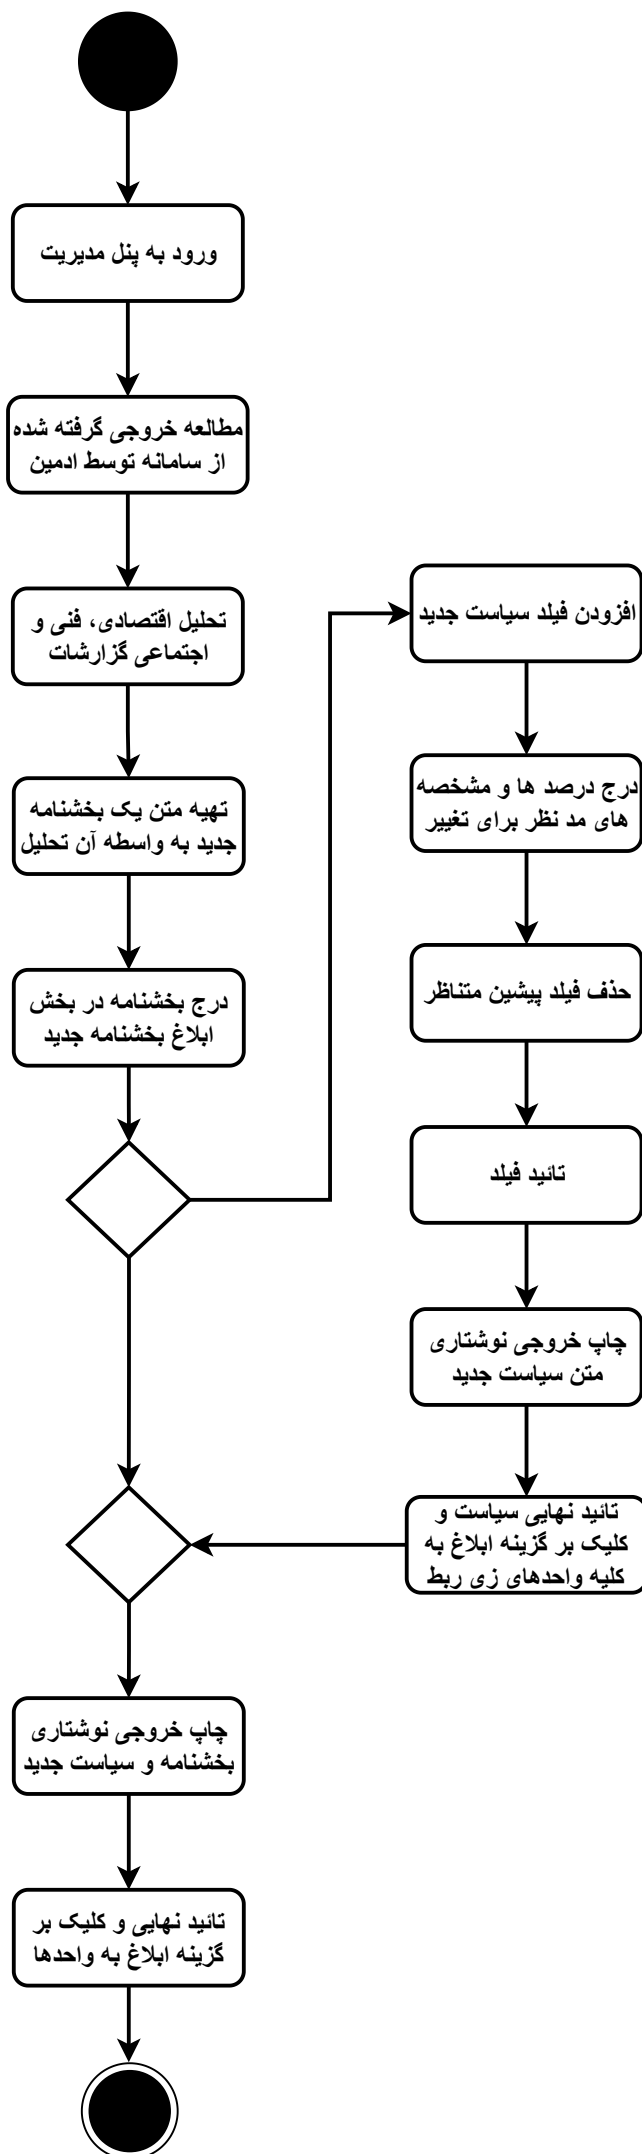 ورود به پنل مدیریت
مطالعه خروجی گرفته شده
از سامانه توسط ادمین
تحلیل اقتصادی، فنی و
اجتماعی گزارشات
تهیه متن یک بخشنامه
جدید به واسطه آن تحلیل
درج بخشنامه در بخش
ابلاغ بخشنامه جدید
افزودن فیلد سیاست جدید
درج درصد ها و مشخصه
های مد نظر برای تغییر
حذف فیلد پیشین متناظر
تائید فیلد
چاپ خروجی نوشتاری
متن سیاست جدید
تائید نهایی سیاست و
کلیک بر گزینه ابلاغ به
کلیه واحدهای زی ربط
چاپ خروجی نوشتاری
بخشنامه و سیاست جدید
تائید نهایی و کلیک بر
گزینه ابلاغ به واحدها